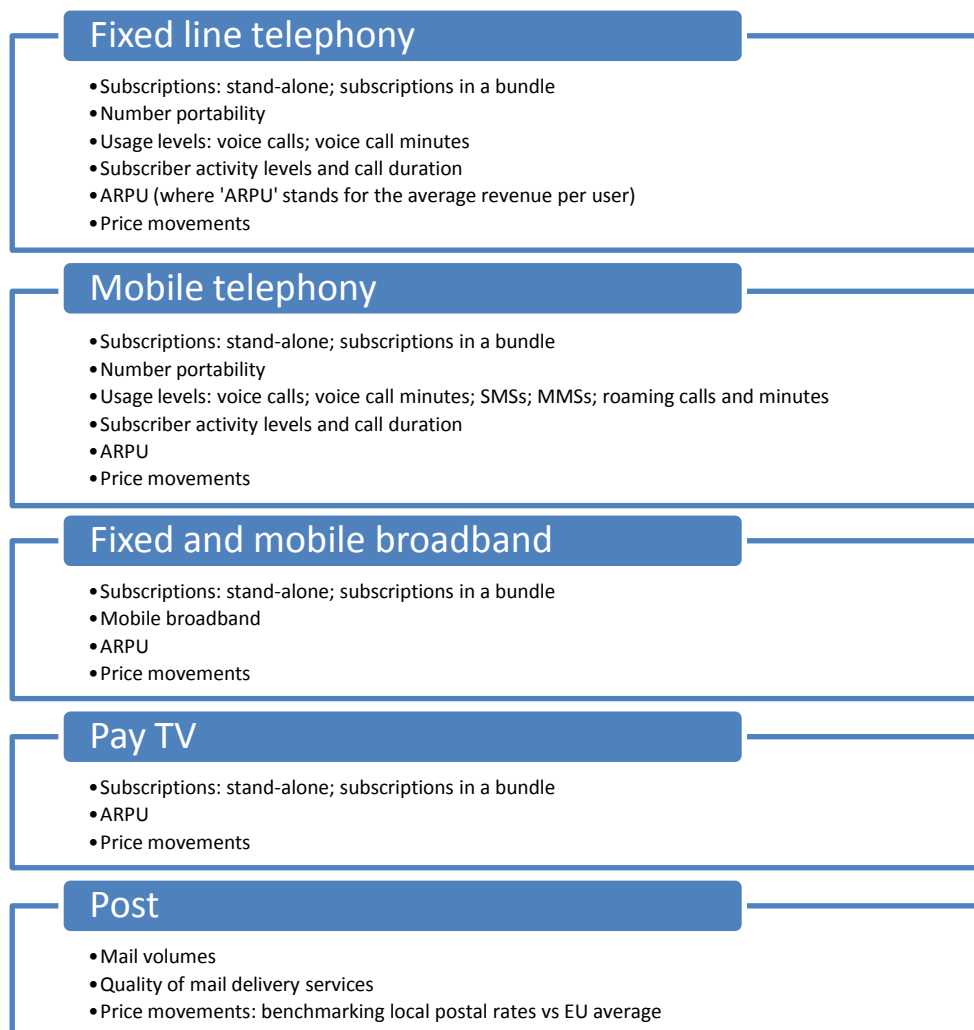 Fixed line telephony
•Subscriptions: stand-alone; subscriptions in a bundle
•Number portability
•Usage levels: voice calls; voice call minutes
•Subscriber activity levels and call duration
•ARPU (where 'ARPU' stands for the average revenue per user)
•Price movements
Mobile telephony
•Subscriptions: stand-alone; subscriptions in a bundle
•Number portability
•Usage levels: voice calls; voice call minutes; SMSs; MMSs; roaming calls and minutes
•Subscriber activity levels and call duration
•ARPU
•Price movements
Fixed and mobile broadband
•Subscriptions: stand-alone; subscriptions in a bundle
•Mobile broadband
•ARPU
•Price movements
Pay TV
•Subscriptions: stand-alone; subscriptions in a bundle
•ARPU
•Price movements
Post
•Mail volumes
•Quality of mail delivery services
•Price movements: benchmarking local postal rates vs EU average